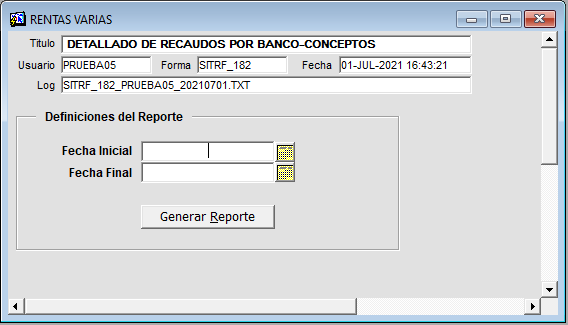 RENTAS VARIAS
Titulo DETALLADO DE RECAUDOS POR BANCO-CONCEPTOS
Usuario PRUEBA05 Forma SITRF_182 Fecha 01-JUL-2021 16:43:21
Log SITRF_182_PRUEBA05_20210701.TXT
Definiciones del Reporte
Fecha Inicial
Fecha Final
Generar Reporte